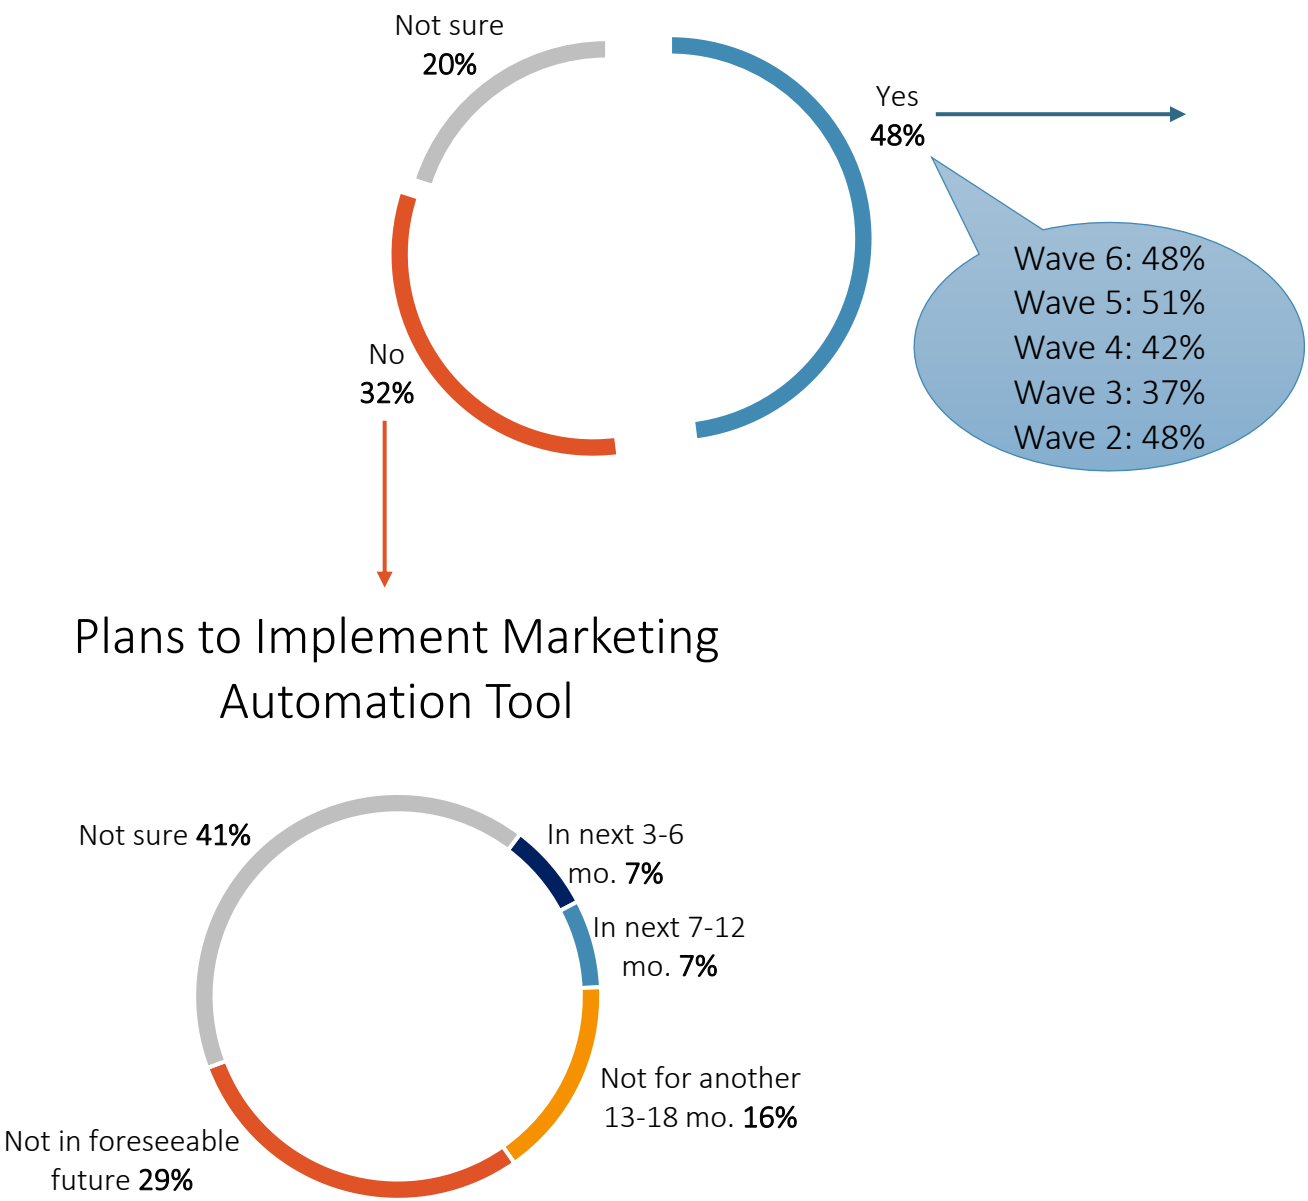 Not sure
20%
Yes
48%
Wave 6: 48%
Wave 5: 51%
Wave 4: 42%
Wave 3: 37%
Wave 2: 48%
No
32%
Plans to Implement Marketing
Automation Tool
Not sure 41%
In next 3-6
mo. 7%
In next 7-12
mo. 7%
Not for another
13-18 mo. 16%
Not in foreseeable
future 29%